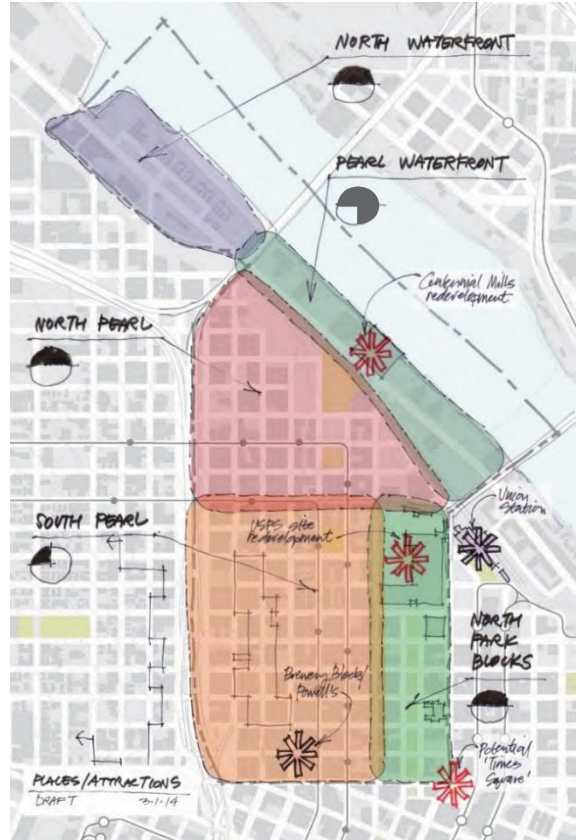 NORTH WATERFRONT
PEARL WATERFRONT
Centennial Mills
redevelopment
NORTH PEARL
Union
Station
SOUTH PEARL
USPS site
redevelopment
NORTH
PARK
BLOCKS
Brewery Blocks/
Powell's
Potential
'Times
Square'
PLACES/ATTRACTIONS
DRAFT 3·1·14